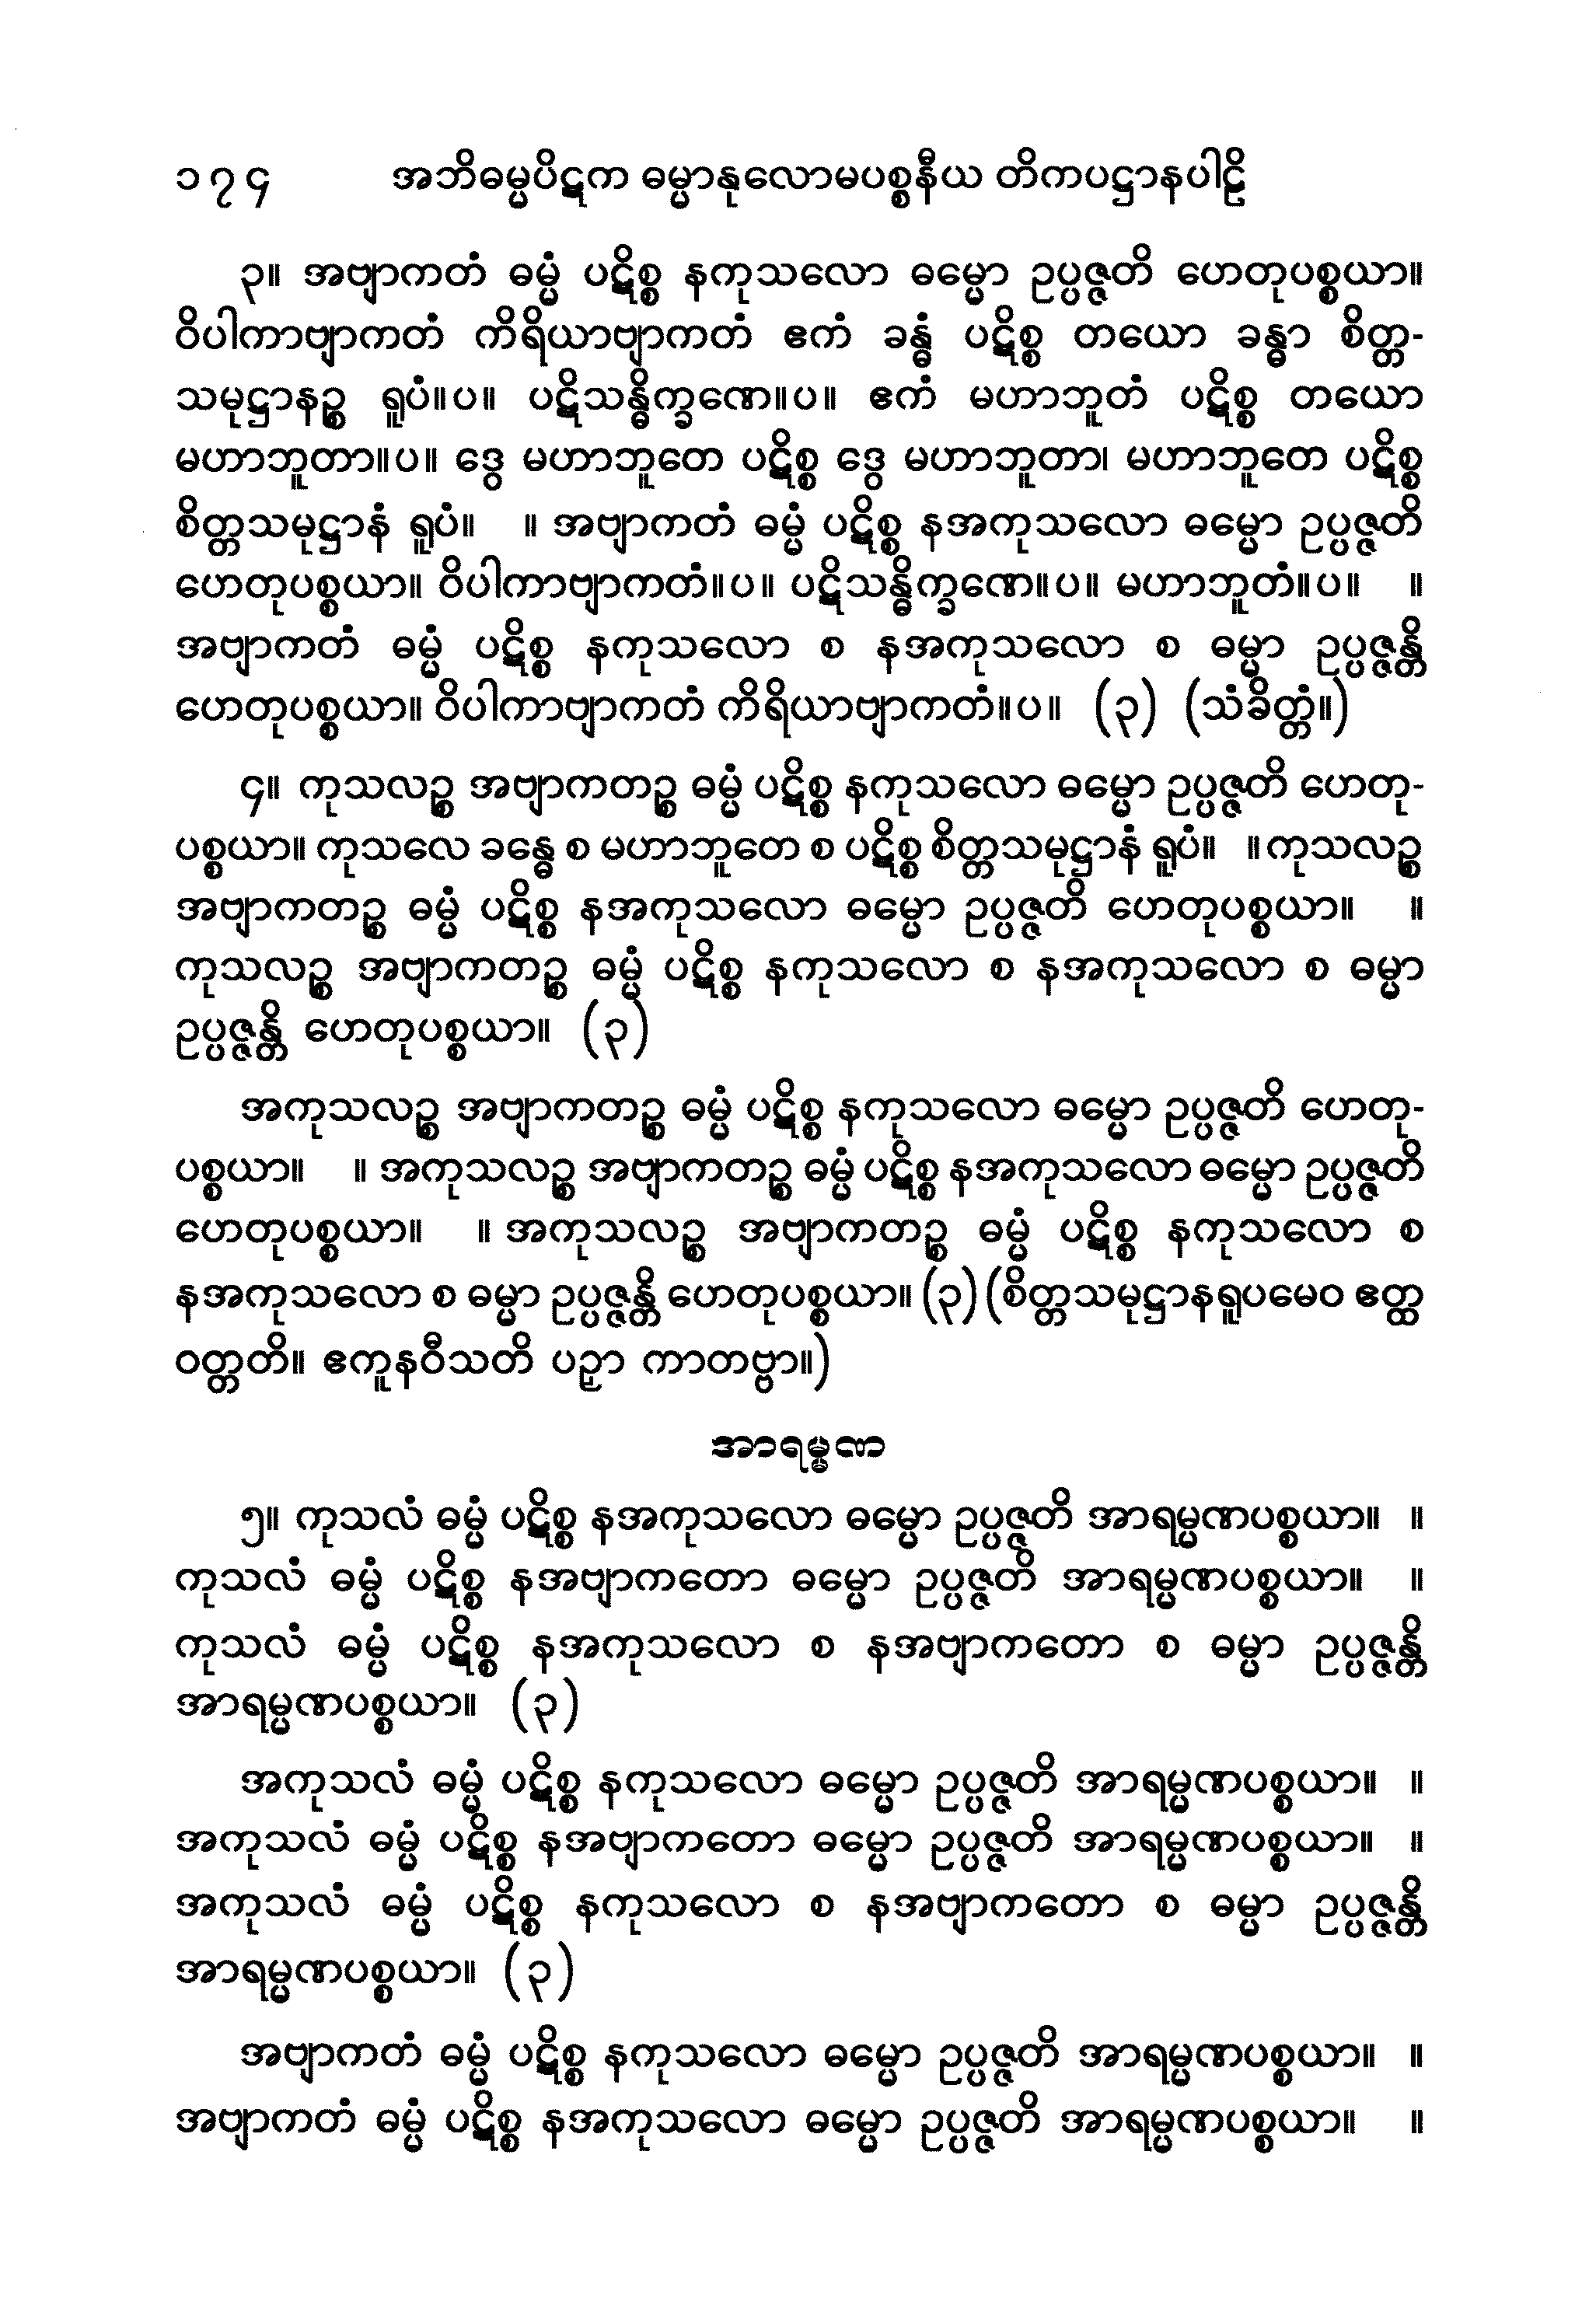 ၁၇၄ အဘိဓမ္မပိဋက ဓမ္မာနုလောမပစ္စနီယ တိကပဋ္ဌာနပါဠိ
၃။ အဗျာကတံ ဓမ္မံ ပဋိစ္စ နကုသလော ဓမ္မော ဥပ္ပဇ္ဇတိ ဟေတုပစ္စယာ။
ဝိပါကာဗျာကတံ ကိရိယာဗျာကတံ ဧကံ ခန္ဓံ ပဋိစ္စ တယော ခန္ဓာ စိတ္တ-
သမုဋ္ဌာနဉ္စ ရူပံ။ပ။ ပဋိသန္ဓိက္ခဏေ။ပ။ ဧကံ မဟာဘူတံ ပဋိစ္စ တယော
မဟာဘူတာ။ပ။ ဒွေ မဟာဘူတေ ပဋိစ္စ ဒွေ မဟာဘူတာ၊ မဟာဘူတေ ပဋိစ္စ
စိတ္တသမုဋ္ဌာနံ ရူပံ။ ။ အဗျာကတံ ဓမ္မံ ပဋိစ္စ နအကုသလော ဓမ္မော ဥပ္ပဇ္ဇတိ
ဟေတုပစ္စယာ။ ဝိပါကာဗျာကတံ။ပ။ ပဋိသန္ဓိက္ခဏေ။ပ။ မဟာဘူတံ။ပ။ ။
အဗျာကတံ ဓမ္မံ ပဋိစ္စ နကုသလော စ နအကုသလော စ ဓမ္မာ ဥပ္ပဇ္ဇန္တိ
ဟေတုပစ္စယာ။ ဝိပါကာဗျာကတံ ကိရိယာဗျာကတံ။ပ။ (၃) (သံခိတ္တံ။)
၄။ ကုသလဉ္စ အဗျာကတဉ္စ ဓမ္မံ ပဋိစ္စ နကုသလော ဓမ္မော ဥပ္ပဇ္ဇတိ ဟေတု-
ပစ္စယာ။ ကုသလေ ခန္ဓေ စ မဟာဘူတေ စ ပဋိစ္စ စိတ္တသမုဋ္ဌာနံ ရူပံ။ ။ ကုသလဉ္စ
အဗျာကတဉ္စ ဓမ္မံ ပဋိစ္စ နအကုသလော ဓမ္မော ဥပ္ပဇ္ဇတိ ဟေတုပစ္စယာ။ ။
ကုသလဉ္စ အဗျာကတဉ္စ ဓမ္မံ ပဋိစ္စ နကုသလော စ နအကုသလော စ ဓမ္မာ
ဥပ္ပဇ္ဇန္တိ ဟေတုပစ္စယာ။ (၃)
အကုသလဉ္စ အဗျာကတဉ္စ ဓမ္မံ ပဋိစ္စ နကုသလော ဓမ္မော ဥပ္ပဇ္ဇတိ ဟေတု-
ပစ္စယာ။ ။ အကုသလဉ္စ အဗျာကတဉ္စ ဓမ္မံ ပဋိစ္စ နအကုသလော ဓမ္မော ဥပ္ပဇ္ဇတိ
ဟေတုပစ္စယာ။ ။ အကုသလဉ္စ အဗျာကတဉ္စ ဓမ္မံ ပဋိစ္စ နကုသလော စ
နအကုသလော စ ဓမ္မာ ဥပ္ပဇ္ဇန္တိ ဟေတုပစ္စယာ။ (၃) (စိတ္တသမုဋ္ဌာနရူပမေဝ ဧတ္ထ
ဝတ္တတိ။ ဧကူနဝီသတိ ပဉှာ ကာတဗ္ဗာ။)
အာရမ္မဏ
၅။ ကုသလံ ဓမ္မံ ပဋိစ္စ နအကုသလော ဓမ္မော ဥပ္ပဇ္ဇတိ အာရမ္မဏပစ္စယာ။ ။
ကုသလံ ဓမ္မံ ပဋိစ္စ နအဗျာကတော ဓမ္မော ဥပ္ပဇ္ဇတိ အာရမ္မဏပစ္စယာ။ ။
ကုသလံ ဓမ္မံ ပဋိစ္စ နအကုသလော စ နအဗျာကတော စ ဓမ္မာ ဥပ္ပဇ္ဇန္တိ
အာရမ္မဏပစ္စယာ။ (၃)
အကုသလံ ဓမ္မံ ပဋိစ္စ နကုသလော ဓမ္မော ဥပ္ပဇ္ဇတိ အာရမ္မဏပစ္စယာ။ ။
အကုသလံ ဓမ္မံ ပဋိစ္စ နအဗျာကတော ဓမ္မော ဥပ္ပဇ္ဇတိ အာရမ္မဏပစ္စယာ။ ။
အကုသလံ ဓမ္မံ ပဋိစ္စ နကုသလော စ နအဗျာကတော စ ဓမ္မာ ဥပ္ပဇ္ဇန္တိ
အာရမ္မဏပစ္စယာ။ (၃)
အဗျာကတံ ဓမ္မံ ပဋိစ္စ နကုသလော ဓမ္မော ဥပ္ပဇ္ဇတိ အာရမ္မဏပစ္စယာ။ ။
အဗျာကတံ ဓမ္မံ ပဋိစ္စ နအကုသလော ဓမ္မော ဥပ္ပဇ္ဇတိ အာရမ္မဏပစ္စယာ။ ။